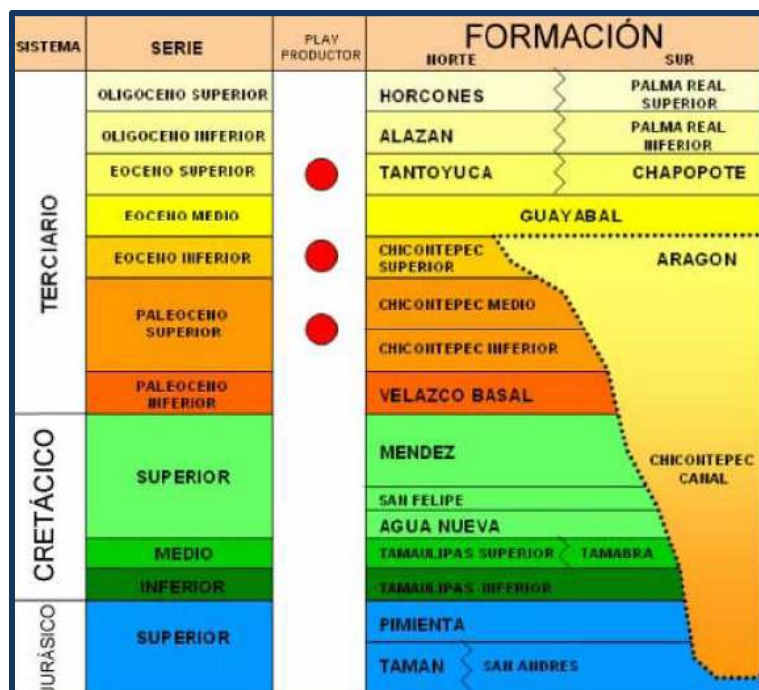 SISTEMA
SERIE
PLAY
PRODUCTOR
FORMACIÓN
NORTE
SUR
TERCIARIO
OLIGOCENO SUPERIOR
HORCONES
PALMA REAL
SUPERIOR
OLIGOCENO INFERIOR
ALAZAN
PALMA REAL
INFERIOR
EOCENO SUPERIOR
TANTOYUCA
CHAPOPOTE
EOCENO MEDIO
GUAYABAL
EOCENO INFERIOR
CHICONTEPEC
SUPERIOR
ARAGON
PALEOCENO
SUPERIOR
CHICONTEPEC MEDIO
CHICONTEPEC INFERIOR
PALEOCENO
INFERIOR
VELAZCO BASAL
CRETÁCICO
SUPERIOR
MENDEZ
CHICONTEPEC
CANAL
SAN FELIPE
AGUA NUEVA
MEDIO
TAMAULIPAS SUPERIOR
TAMABRA
INFERIOR
TAMAULIPAS INFERIOR
JURÁSICO
SUPERIOR
PIMIENTA
TAMAN
SAN ANDRES